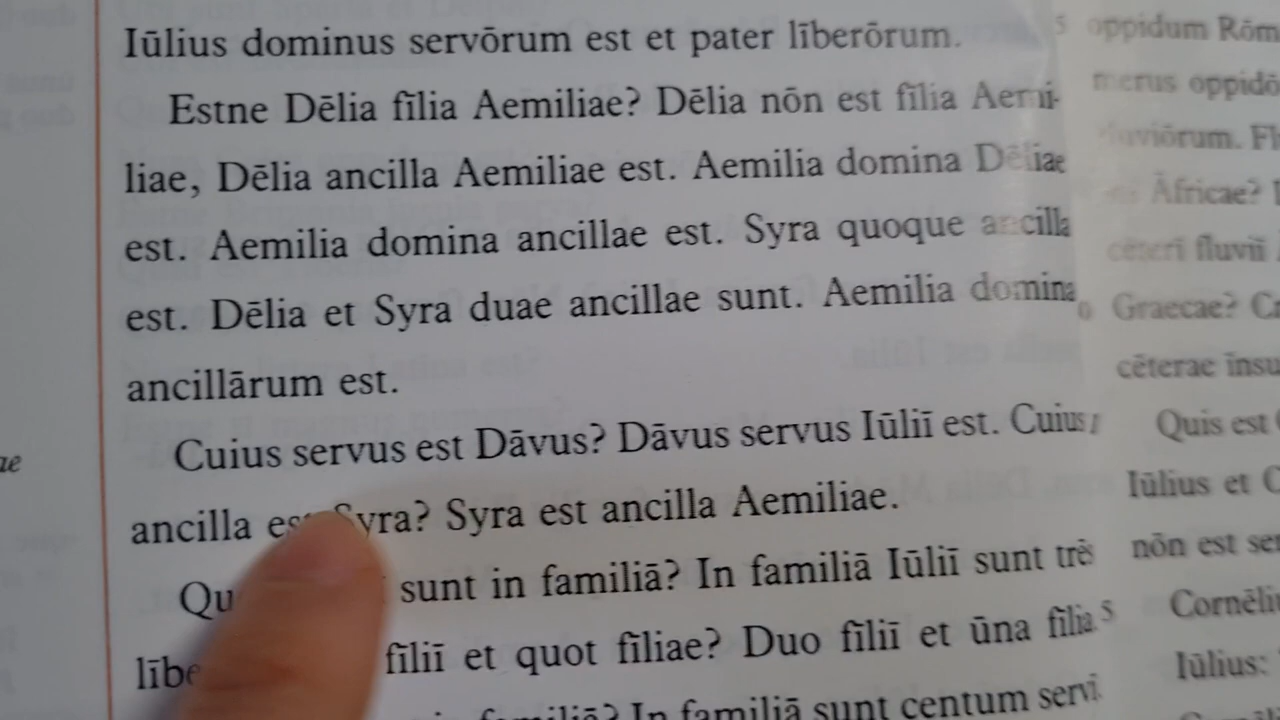 Iūlius dominus servōrum est et pater līberōrum.
Estne Dēlia fīlia Aemiliae? Dēlia nōn est fīlia Aemi-
liae, Dēlia ancilla Aemiliae est. Aemilia domina Dēliae
est. Aemilia domina ancillae est. Syra quoque ancilla
est. Dēlia et Syra duae ancillae sunt. Aemilia domina
ancillārum est.
Cuius servus est Dāvus? Dāvus servus Iūliī est. Cuius
ancilla est Syra? Syra est ancilla Aemiliae.
sunt in familiā? In familiā Iūliī sunt trēs
fīliī et quot fīliae? Duo fīliī et ūna fīlia
familiā? In familiā sunt centum servī
5
oppidum Rōm
oppidō
Fl
Āfricae?
fluviī
Graecae?
cēterae īnsu
Quis est
Iūlius et C
nōn est ser
Cornēliu
Iūlius: